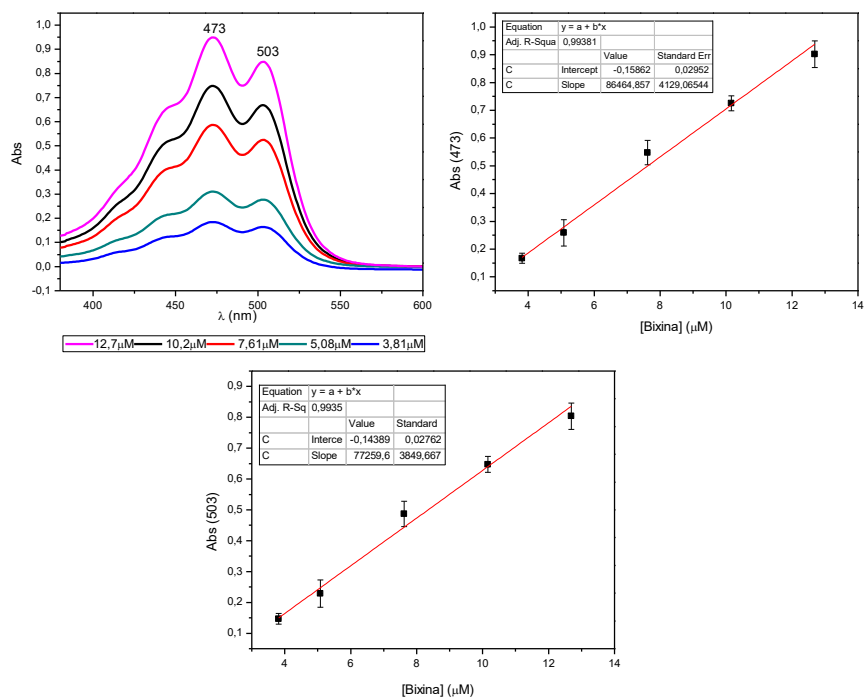 473
503
1,0
0,9
0,8
0,7
0,6
0,5
0,4
0,3
0,2
0,1
0,0
-0,1
Abs
400 450 500 550 600
λ (nm)
12,7μM 10,2μM 7,61μM 5,08μM 3,81μM
Equation y = a + b*x
Adj. R-Squa 0,99381
Value Standard Err
C Intercept -0,15862 0,02952
C Slope 86464,857 4129,06544
1,0
0,9
0,8
0,7
0,6
0,5
0,4
0,3
0,2
0,1
Abs (473)
4 6 8 10 12 14
[Bixina] (μM)
Equation y = a + b*x
Adj. R-Sq 0,9935
Value Standard
C Interce -0,14389 0,02762
C Slope 77259,6 3849,667
0,9
0,8
0,7
0,6
0,5
0,4
0,3
0,2
0,1
Abs (503)
4 6 8 10 12 14
[Bixina] (μM)